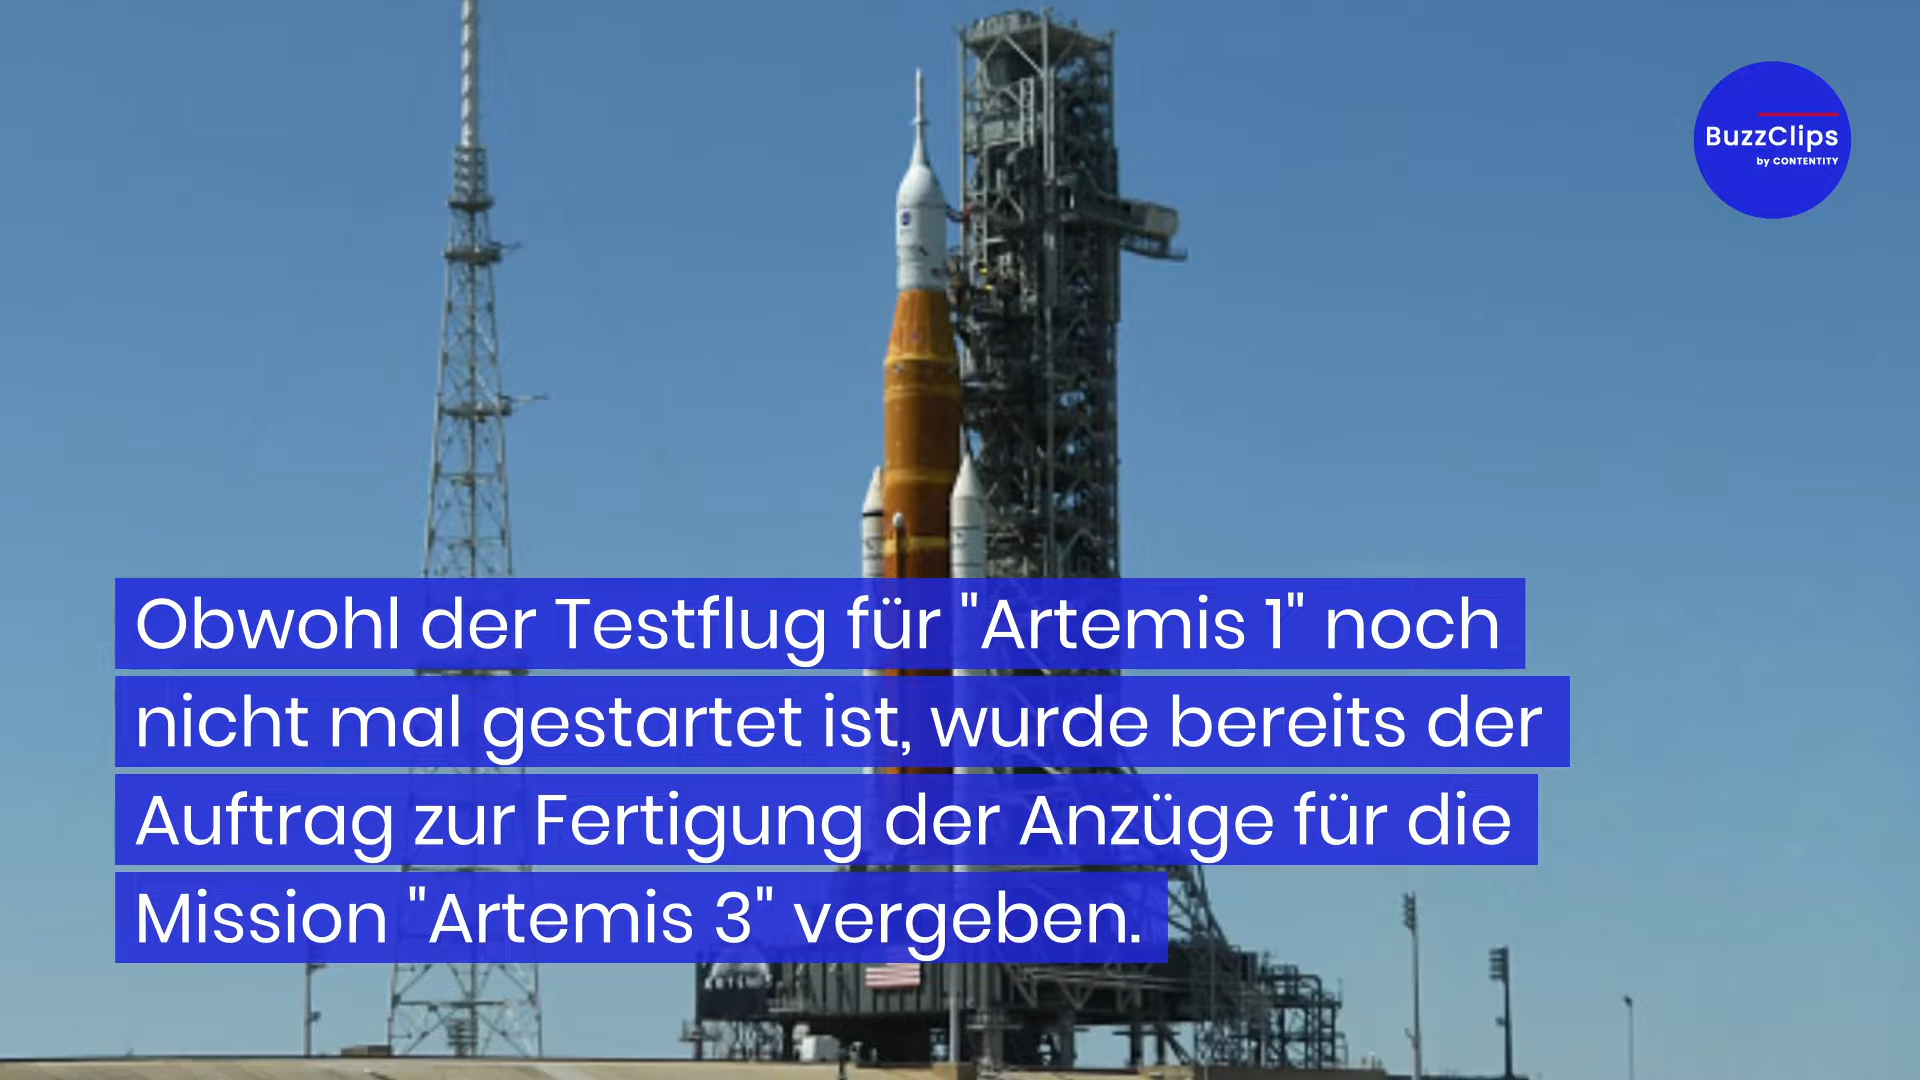 BuzzClips
by CONTENTITY
Obwohl der Testflug für "Artemis 1" noch
nicht mal gestartet ist, wurde bereits der
Auftrag zur Fertigung der Anzüge für die
Mission "Artemis 3" vergeben.